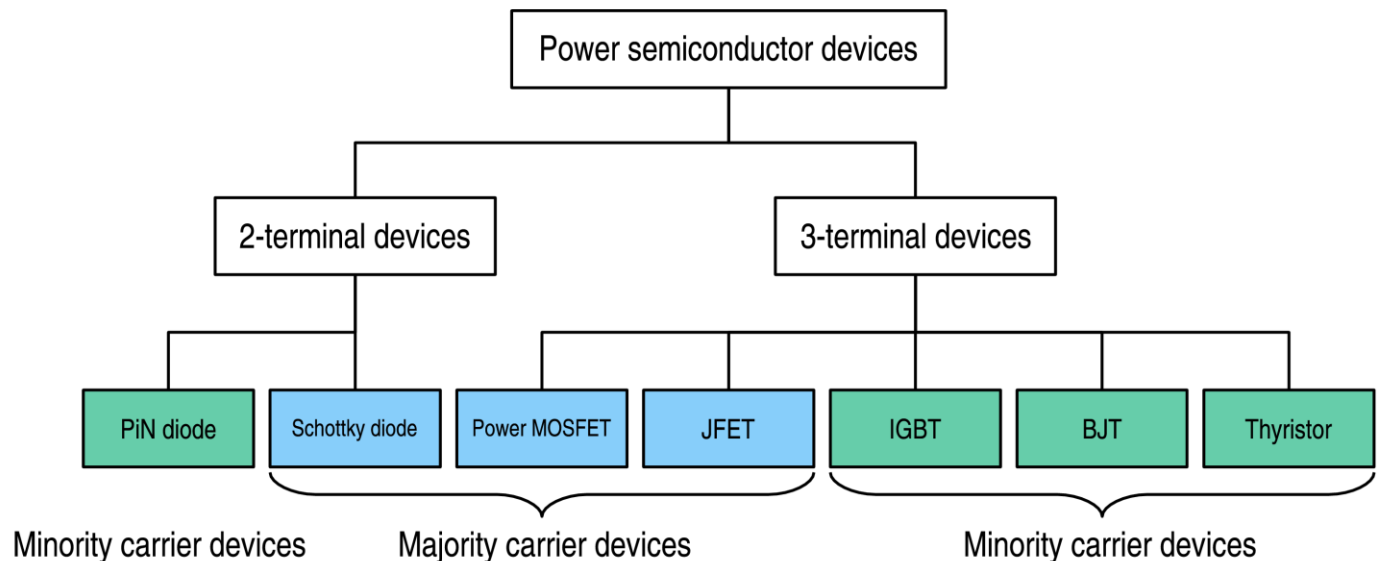 Power semiconductor devices
2-terminal devices
3-terminal devices
PiN diode
Schottky diode
Power MOSFET
JFET
IGBT
BJT
Thyristor
Minority carrier devices
Majority carrier devices
Minority carrier devices